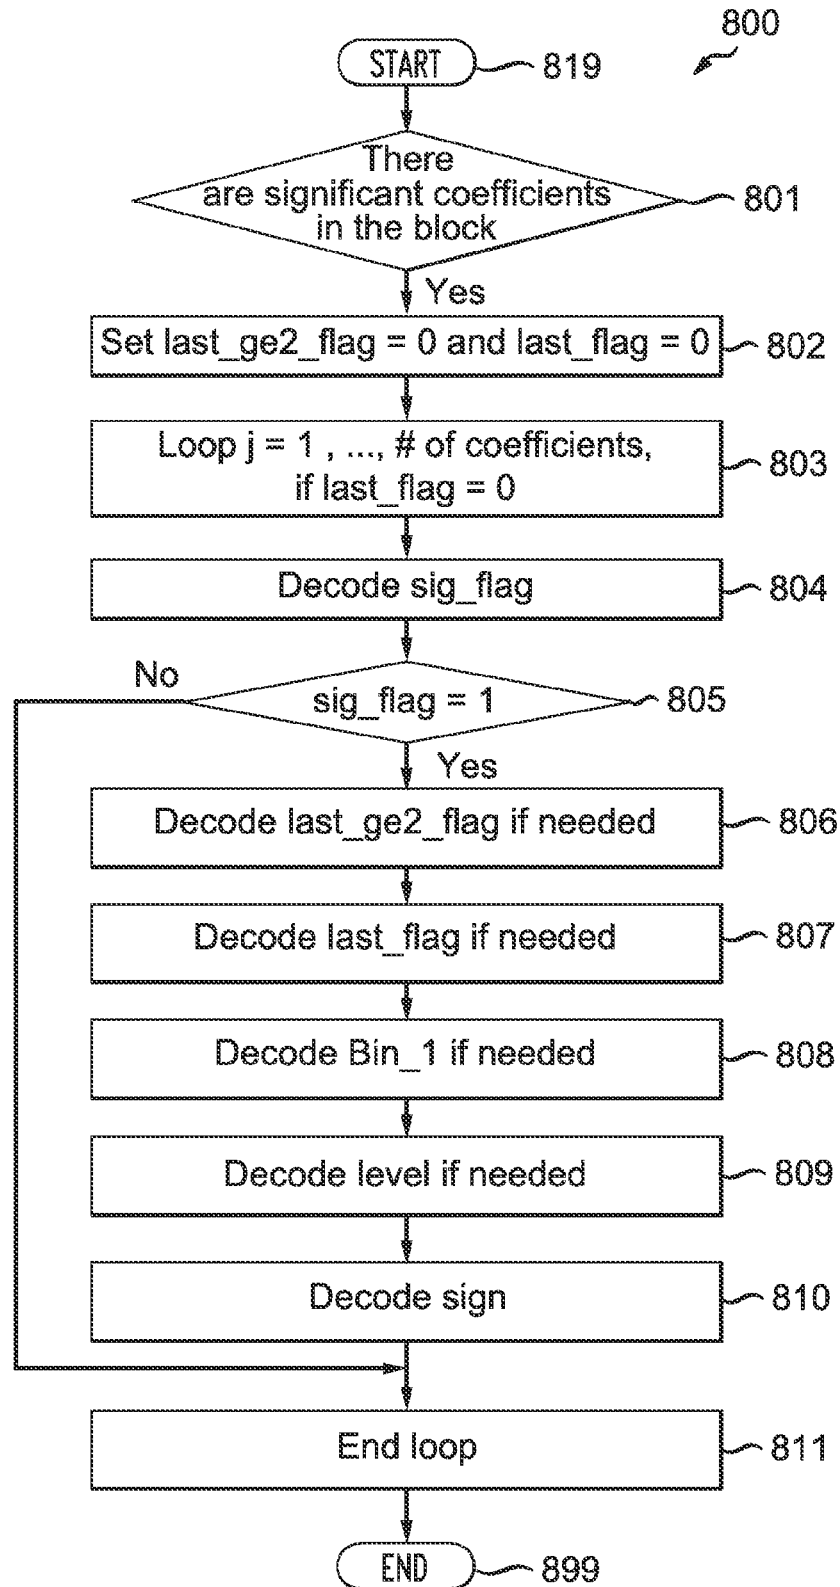 800
START
819
There
are significant coefficients
in the block
801
Yes
Set last_ge2_flag = 0 and last_flag = 0
802
Loop j = 1 , ..., # of coefficients,
if last_flag = 0
803
Decode sig_flag
804
No
sig_flag = 1
805
Yes
Decode last_ge2_flag if needed
806
Decode last_flag if needed
807
Decode Bin_1 if needed
808
Decode level if needed
809
Decode sign
810
End loop
811
END
899